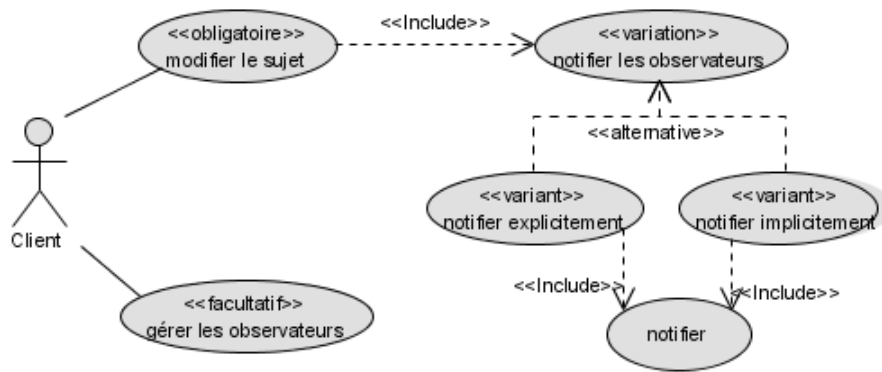 <<obligatoire>>
modifier le sujet
<<Include>>
<<variation>>
notifier les observateurs
<<alternative>>
<<variant>>
notifier explicitement
<<variant>>
notifier implicitement
Client
<<Include>>
<<Include>>
<<facultatif>>
gérer les observateurs
notifier